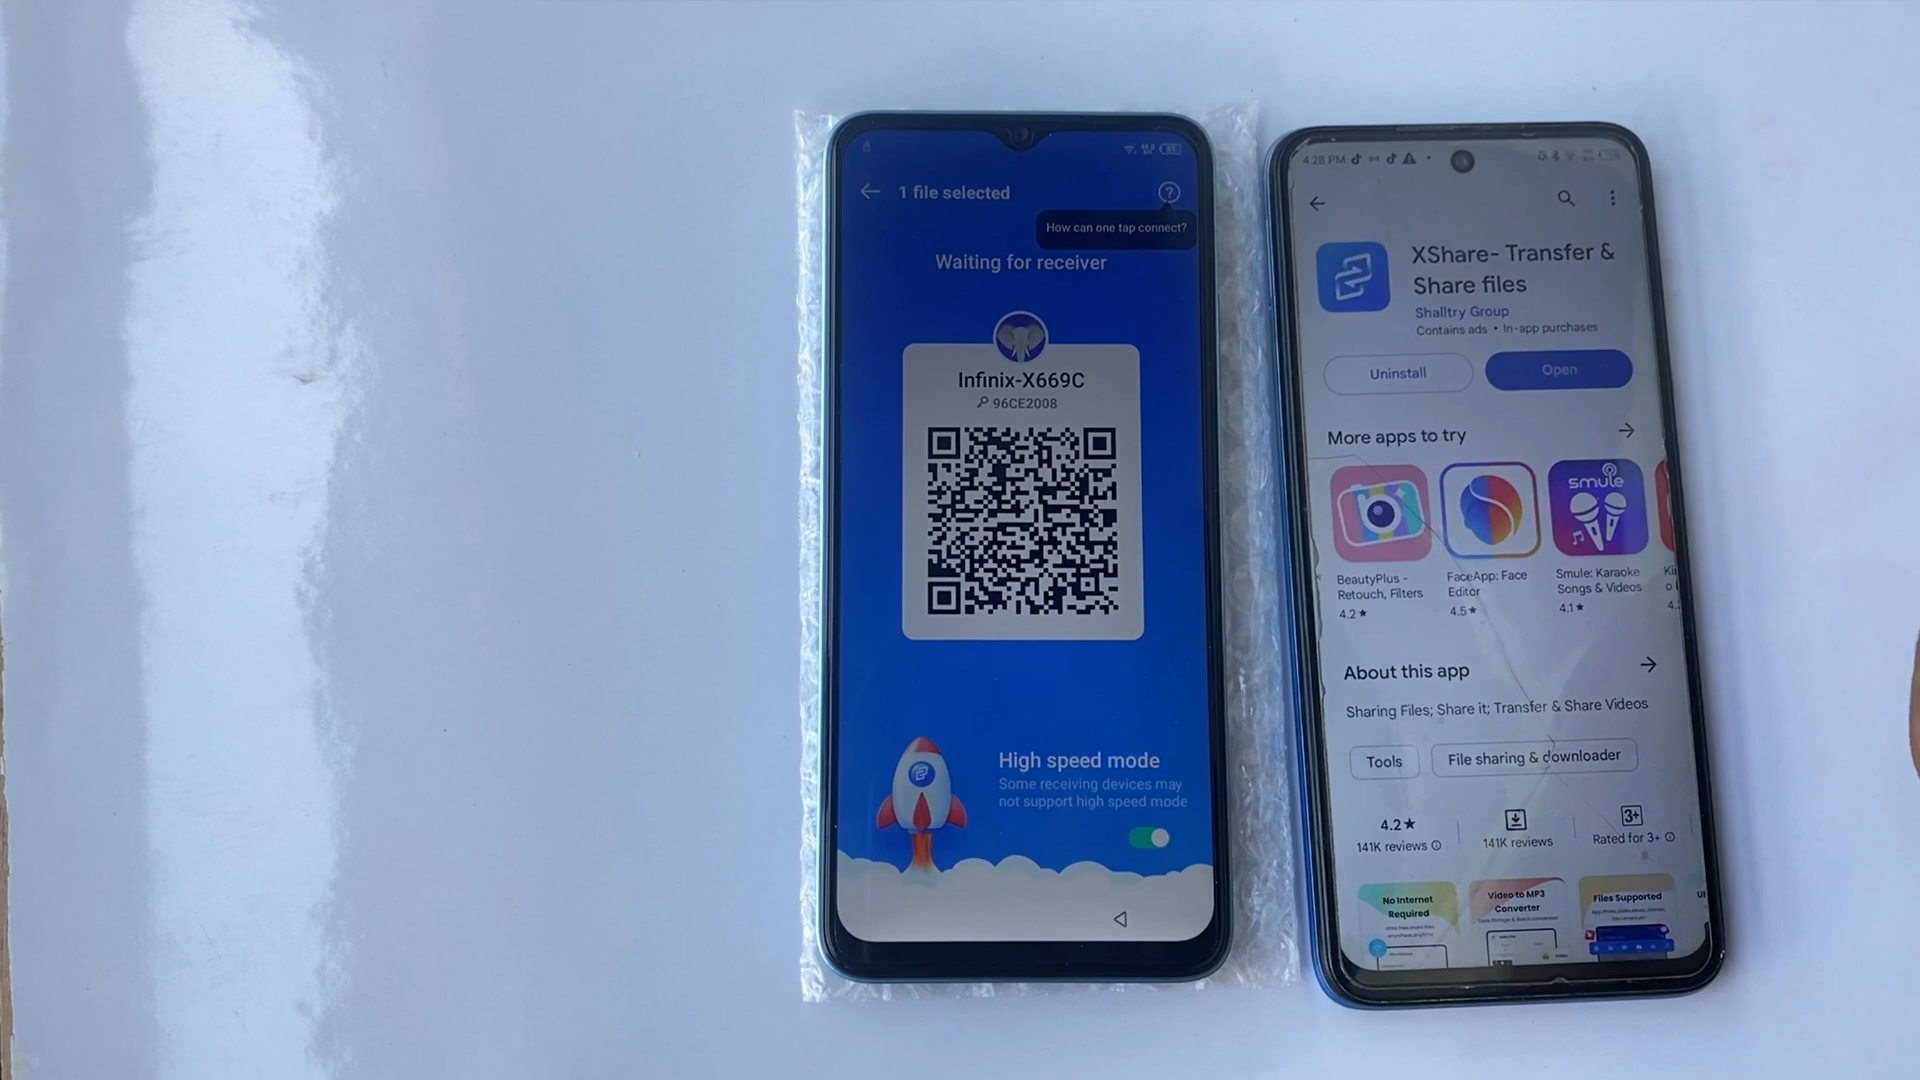 1 file selected
How can one tap connect?
Waiting for receiver
Infinix-X669C
96CE2008
High speed mode
Some receiving devices may
not support high speed mode
4:28 PM
XShare- Transfer &
Share files
Shalltry Group
Contains ads • In-app purchases
Uninstall
Open
More apps to try
smule
BeautyPlus -
Retouch, Filters
4.2★
FaceApp: Face
Editor
4.5★
Smule: Karaoke
Songs & Videos
4.1★
About this app
Sharing Files; Share it; Transfer & Share Videos
Tools
File sharing & downloader
4.2★
141K reviews
141K reviews
3+
Rated for 3+
No Internet
Required
Video to MP3
Converter
Files Supported